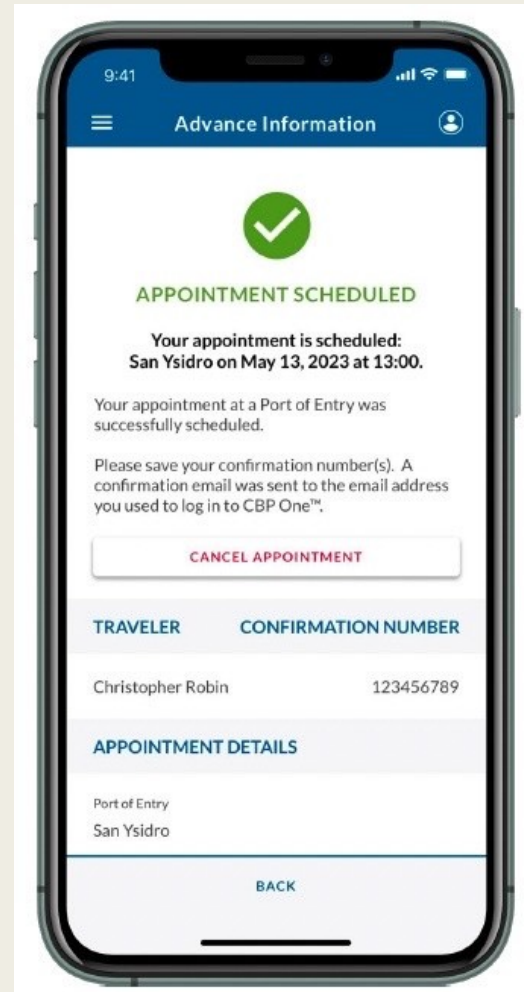 9:41
Advance Information
APPOINTMENT SCHEDULED
Your appointment is scheduled:
San Ysidro on May 13, 2023 at 13:00.
Your appointment at a Port of Entry was
successfully scheduled.
Please save your confirmation number(s). A
confirmation email was sent to the email address
you used to log in to CBP One™.
CANCEL APPOINTMENT
TRAVELER CONFIRMATION NUMBER
Christopher Robin 123456789
APPOINTMENT DETAILS
Port of Entry
San Ysidro
BACK